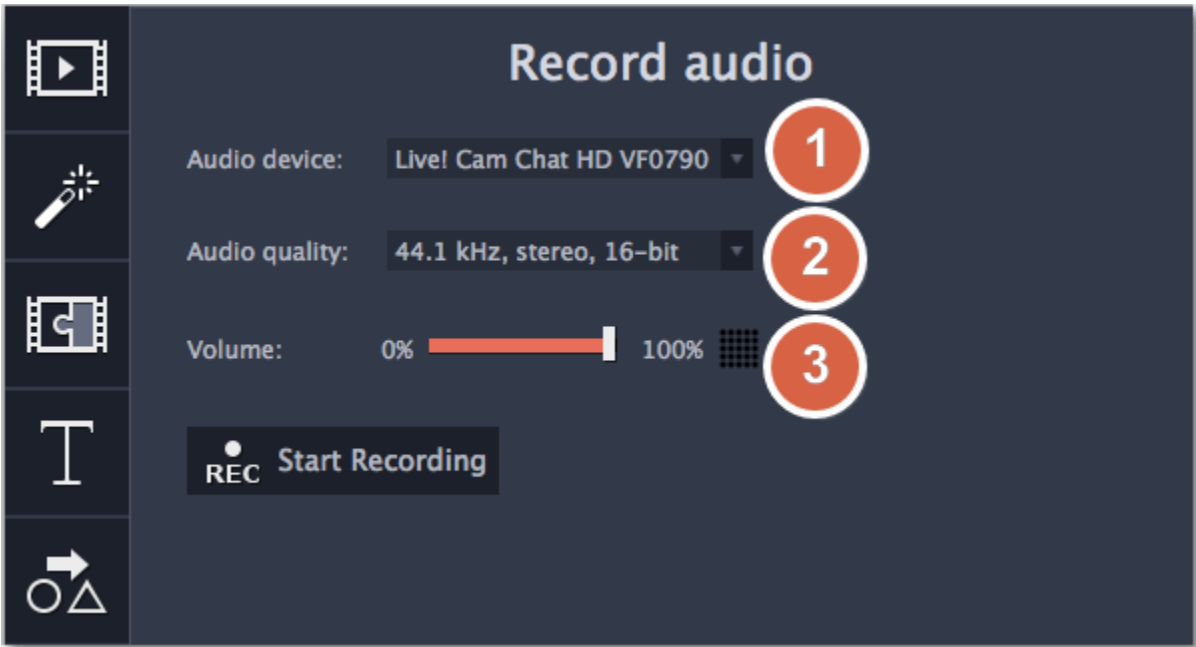 Record audio
Audio device: Live! Cam Chat HD VF0790 1
Audio quality: 44.1 kHz, stereo, 16-bit 2
Volume: 0% 100% 3
REC Start Recording